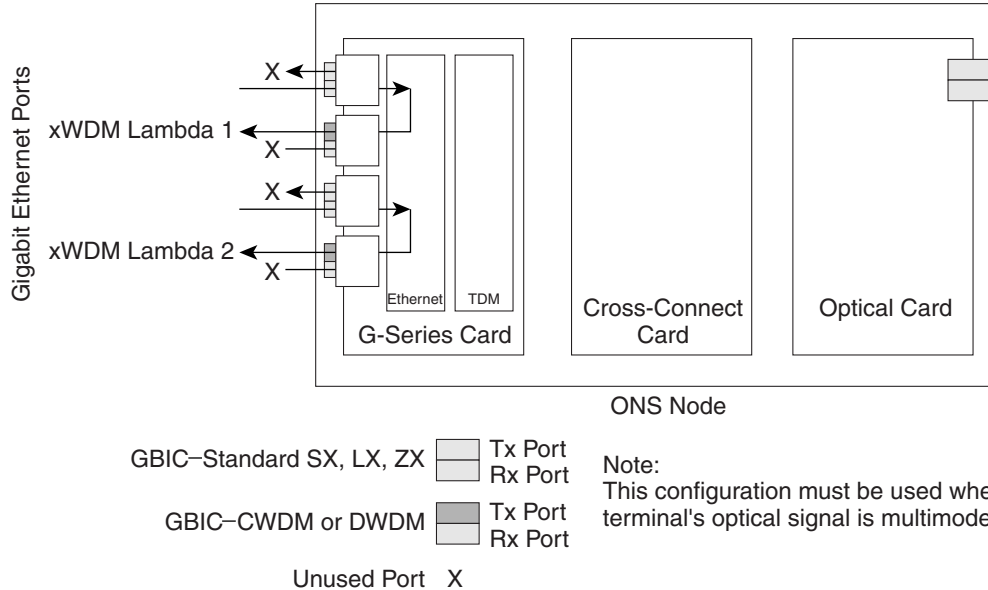 Gigabit Ethernet Ports
X
xWDM Lambda 1
X
X
xWDM Lambda 2
X
Ethernet
TDM
G-Series Card
Cross-Connect
Card
Optical Card
ONS Node
GBIC–Standard SX, LX, ZX
Tx Port
Rx Port
GBIC–CWDM or DWDM
Tx Port
Rx Port
Unused Port X
Note:
This configuration must be used whe
terminal's optical signal is multimode